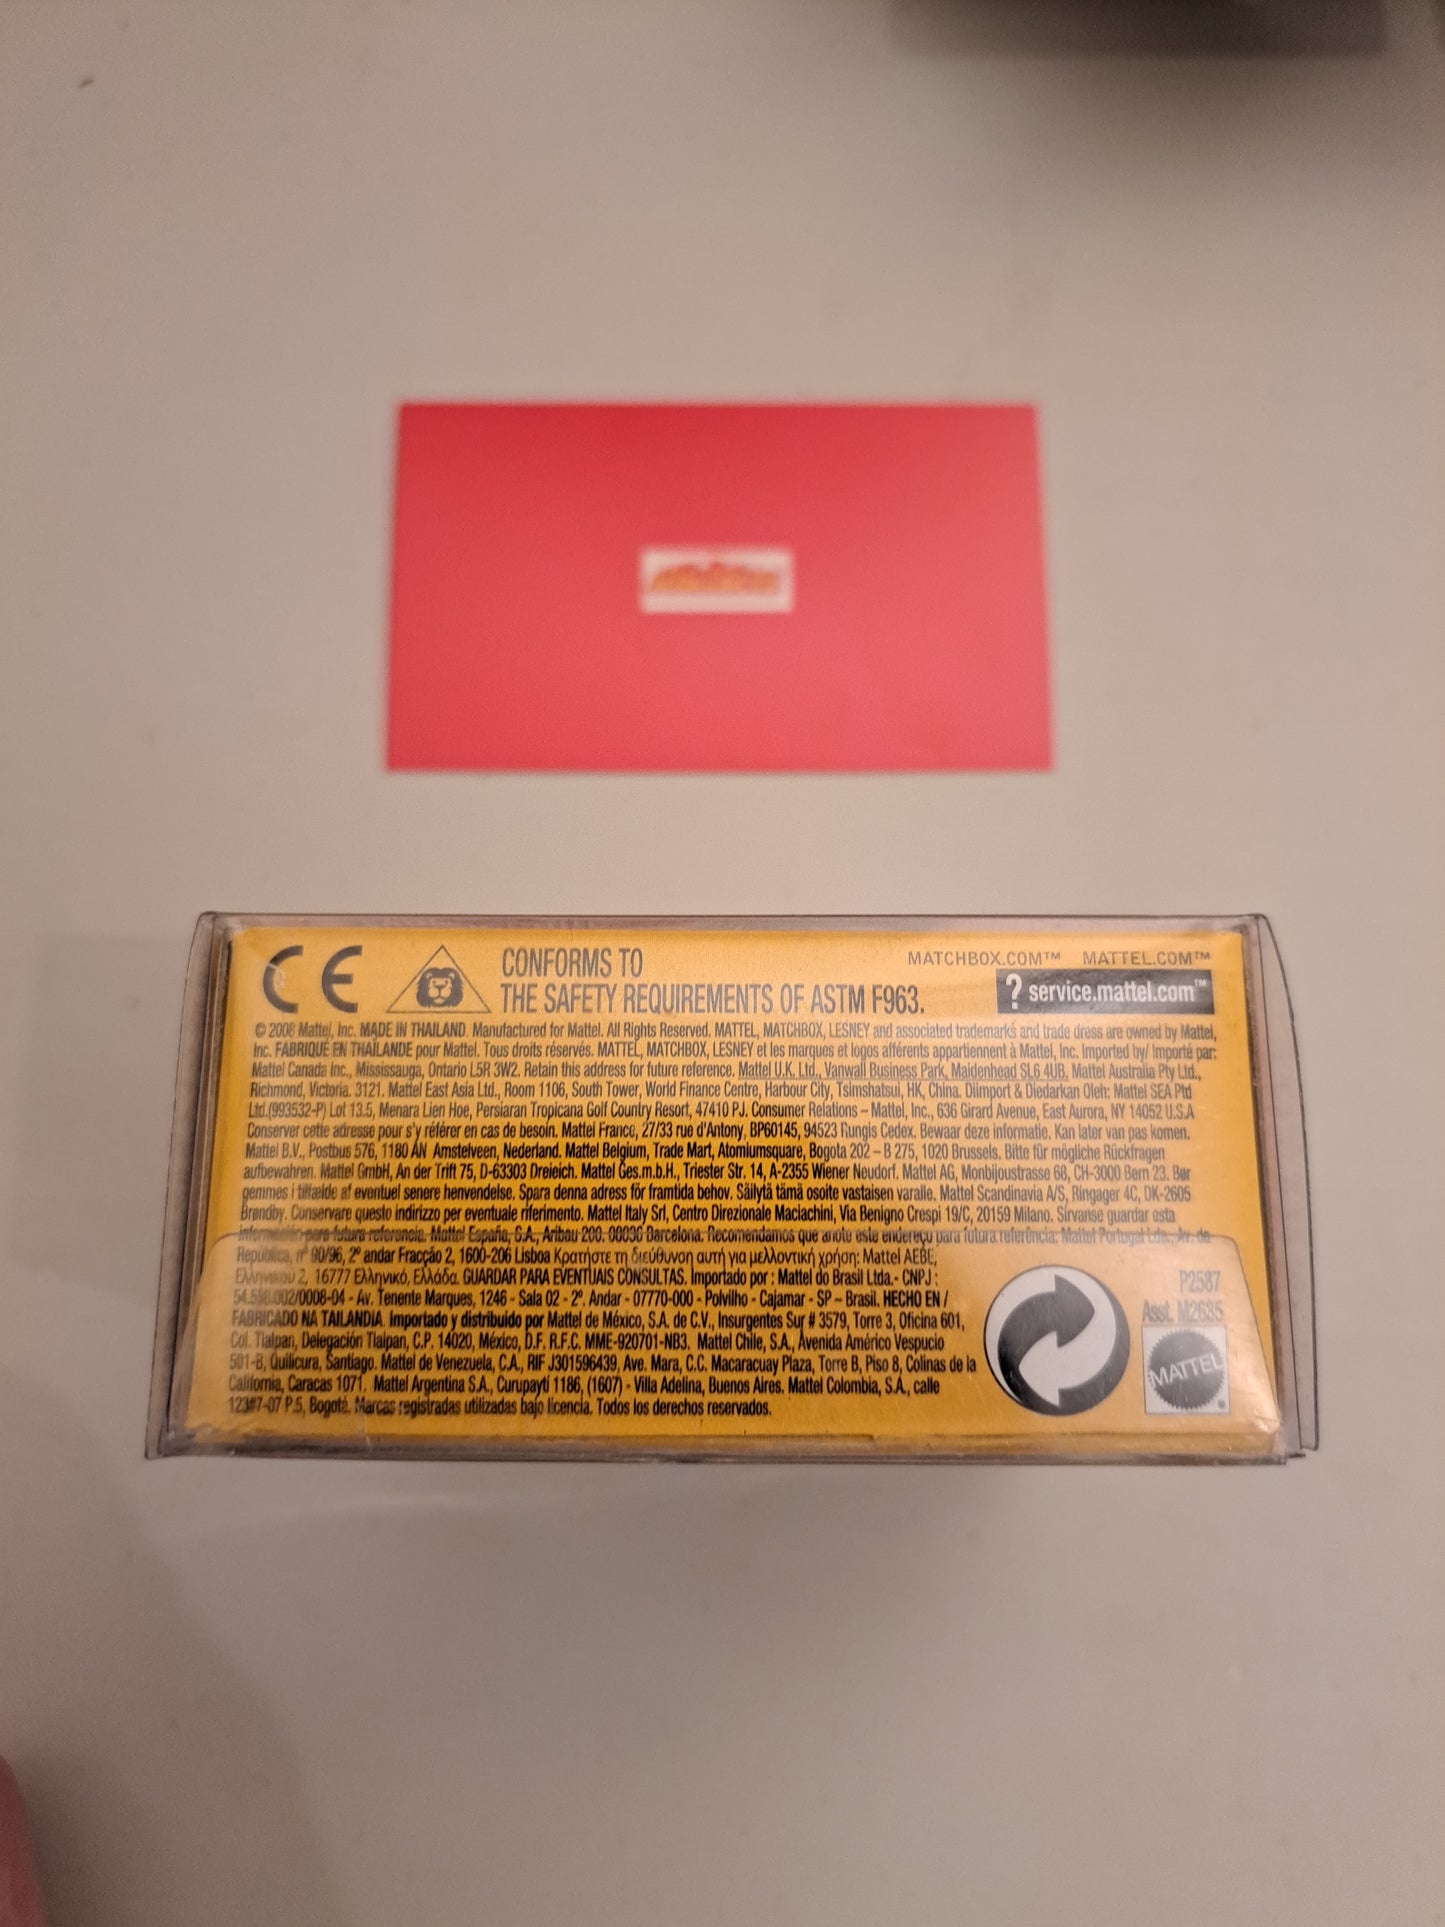 CE
CONFORMS TO
THE SAFETY REQUIREMENTS OF ASTM F963.
MATCHBOX.COM™ MATTEL.COM™
? service.mattel.com™
© 2008 Mattel, Inc. MADE IN THAILAND. Manufactured for Mattel. All Rights Reserved. MATTEL, MATCHBOX, LESNEY and associated trademarks and trade dress are owned by Mattel,
Inc. FABRIQUÉ EN THAÏLANDE pour Mattel. Tous droits réservés. MATTEL, MATCHBOX, LESNEY et les marques et logos afférents appartiennent à Mattel, Inc. Imported by/ Importé par:
Mattel Canada Inc., Mississauga, Ontario L5R 3W2. Retain this address for future reference. Mattel U.K. Ltd., Vanwall Business Park, Maidenhead SL6 4UB. Mattel Australia Pty Ltd.,
Richmond, Victoria. 3121. Mattel East Asia Ltd., Room 1106, South Tower, World Finance Centre, Harbour City, Tsimshatsui, HK, China. Diimport & Diedarkan Oleh: Mattel SEA Ptd
Ltd.(993532-P) Lot 13.5, Menara Lien Hoe, Persiaran Tropicana Golf Country Resort, 47410 PJ. Consumer Relations – Mattel, Inc., 636 Girard Avenue, East Aurora, NY 14052 U.S.A
Conserver cette adresse pour s'y référer en cas de besoin. Mattel France, 27/33 rue d'Antony, BP60145, 94523 Rungis Cedex. Bewaar deze informatie. Kan later van pas komen.
Mattel B.V., Postbus 576, 1180 AN Amstelveen, Nederland. Mattel Belgium, Trade Mart, Atomiumsquare, Bogota 202 – B 275, 1020 Brussels. Bitte für mögliche Rückfragen
aufbewahren. Mattel GmbH, An der Trift 75, D-63303 Dreieich. Mattel Ges.m.b.H., Triester Str. 14, A-2355 Wiener Neudorf. Mattel AG, Monbijoustrasse 68, CH-3000 Bern 23. Bør
gemmes i tilfælde af eventuel senere henvendelse. Spara denna adress för framtida behov. Säilytä tämä osoite vastaisen varalle. Mattel Scandinavia A/S, Ringager 4C, DK-2605
Brøndby. Conservare questo indirizzo per eventuale riferimento. Mattel Italy Srl, Centro Direzionale Maciachini, Via Benigno Crespi 19/C, 20159 Milano. Sírvanse guardar esta
información para futura referencia. Mattel España, S.A., Aribau 200. 08036 Barcelona. Recomendamos que anote este endereço para futura referência: Mattel Portugal Lda., Av. da
República, nº 90/96, 2º andar Fracção 2, 1600-206 Lisboa Κρατήστε τη διεύθυνση αυτή για μελλοντική χρήση: Mattel AEBE,
Ελληνικού 2, 16777 Ελληνικό, Ελλάδα. GUARDAR PARA EVENTUAIS CONSULTAS. Importado por : Mattel do Brasil Ltda.- CNPJ :
54.558.002/0008-04 - Av. Tenente Marques, 1246 - Sala 02 - 2º. Andar - 07770-000 - Polvilho - Cajamar - SP – Brasil. HECHO EN /
FABRICADO NA TAILANDIA. Importado y distribuido por Mattel de México, S.A. de C.V., Insurgentes Sur # 3579, Torre 3, Oficina 601,
Col. Tlalpan, Delegación Tlalpan, C.P. 14020, México, D.F. R.F.C. MME-920701-NB3. Mattel Chile, S.A., Avenida Américo Vespucio
501-B, Quilicura, Santiago. Mattel de Venezuela, C.A., RIF J301596439, Ave. Mara, C.C. Macaracuay Plaza, Torre B, Piso 8, Colinas de la
California, Caracas 1071. Mattel Argentina S.A., Curupaytí 1186, (1607) - Villa Adelina, Buenos Aires. Mattel Colombia, S.A., calle
123#7-07 P.5, Bogotá. Marcas registradas utilizadas bajo licencia. Todos los derechos reservados.
P2587
Asst. M2685
MATTEL